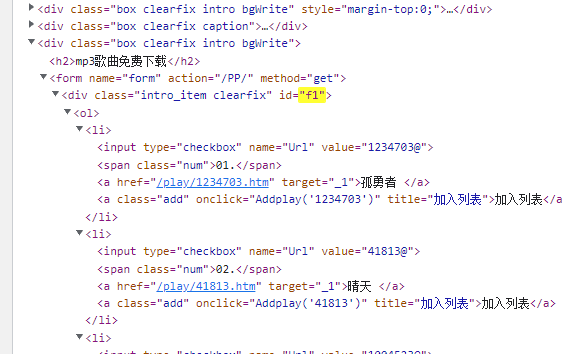 <div class="box clearfix intro bgWrite" style="margin-top:0;">…</div>
<div class="box clearfix caption">…</div>
<div class="box clearfix intro bgWrite">
<h2>mp3歌曲免费下载</h2>
<form name="form" action="/PP/" method="get">
<div class="intro_item clearfix" id="f1">
<ol>
<li>
<input type="checkbox" name="Url" value="1234703@">
<span class="num">01.</span>
<a href="/play/1234703.htm" target="_1">孤勇者 </a>
<a class="add" onclick="Addplay('1234703')" title="加入列表">加入列表</a
</li>
<li>
<input type="checkbox" name="Url" value="41813@">
<span class="num">02.</span>
<a href="/play/41813.htm" target="_1">晴天 </a>
<a class="add" onclick="Addplay('41813')" title="加入列表">加入列表</a
</li>
<li>